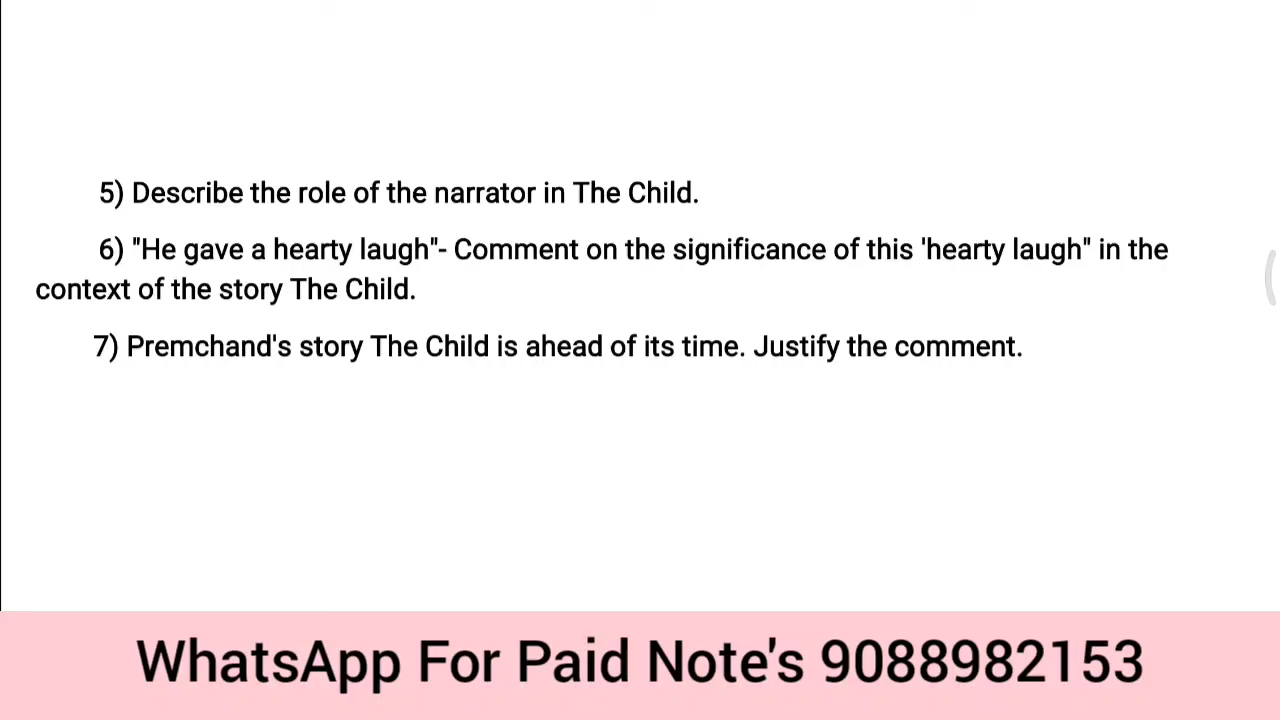 5) Describe the role of the narrator in The Child.
6) "He gave a hearty laugh"- Comment on the significance of this 'hearty laugh" in the
context of the story The Child.
7) Premchand's story The Child is ahead of its time. Justify the comment.
WhatsApp For Paid Note's 9088982153